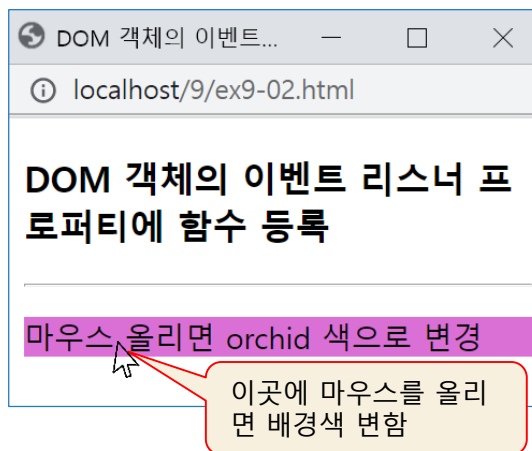 DOM 객체의 이벤트...
localhost/9/ex9-02.html
DOM 객체의 이벤트 리스너 프
로퍼티에 함수 등록
마우스 올리면 orchid 색으로 변경
이곳에 마우스를 올리
면 배경색 변함